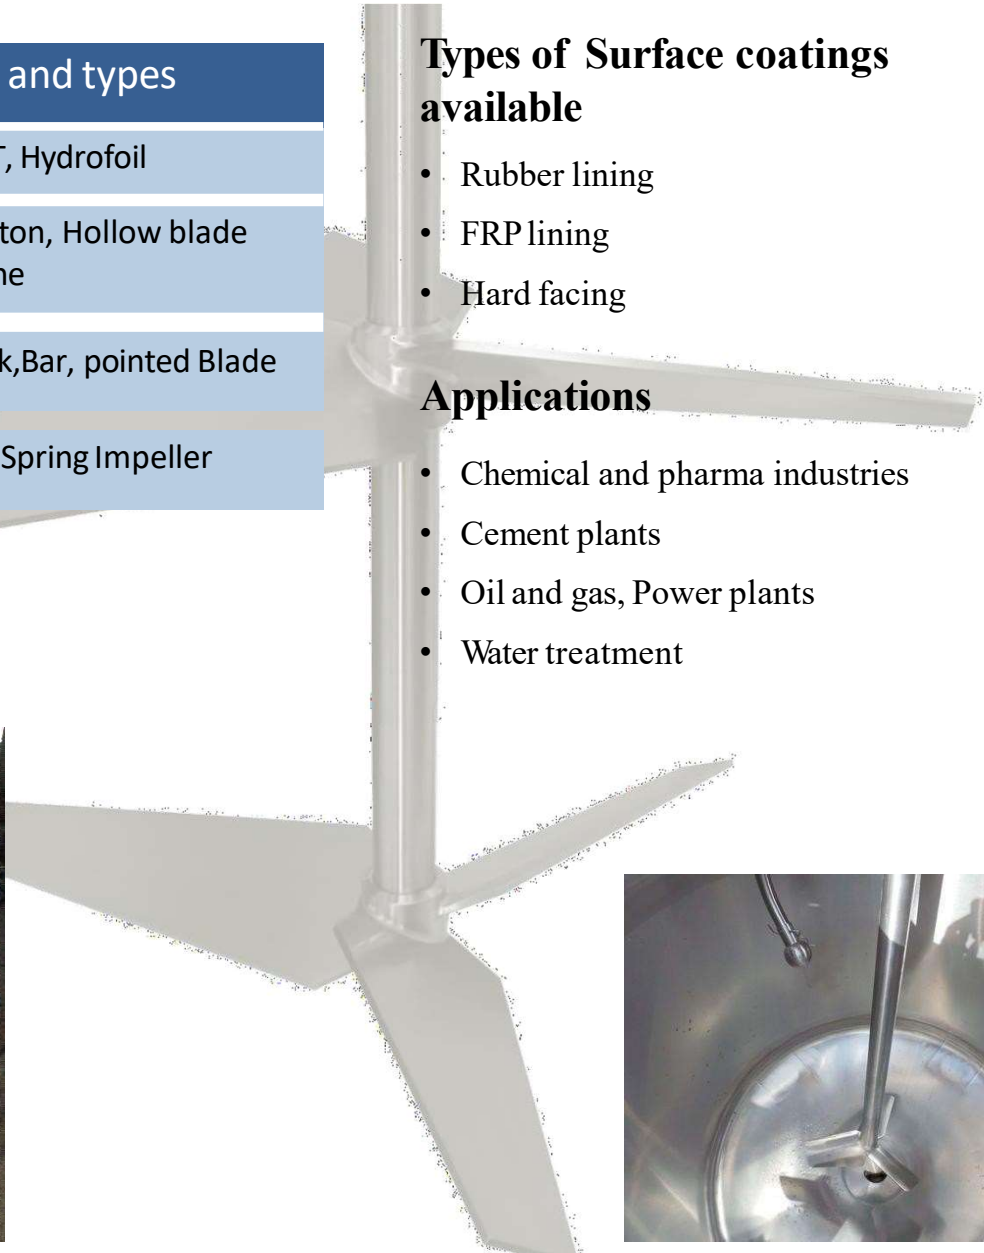 and types
T, Hydrofoil
ton, Hollow blade
ne
k,Bar, pointed Blade
Spring Impeller
Types of Surface coatings
available
• Rubber lining
• FRP lining
• Hard facing
Applications
• Chemical and pharma industries
• Cement plants
• Oil and gas, Power plants
• Water treatment